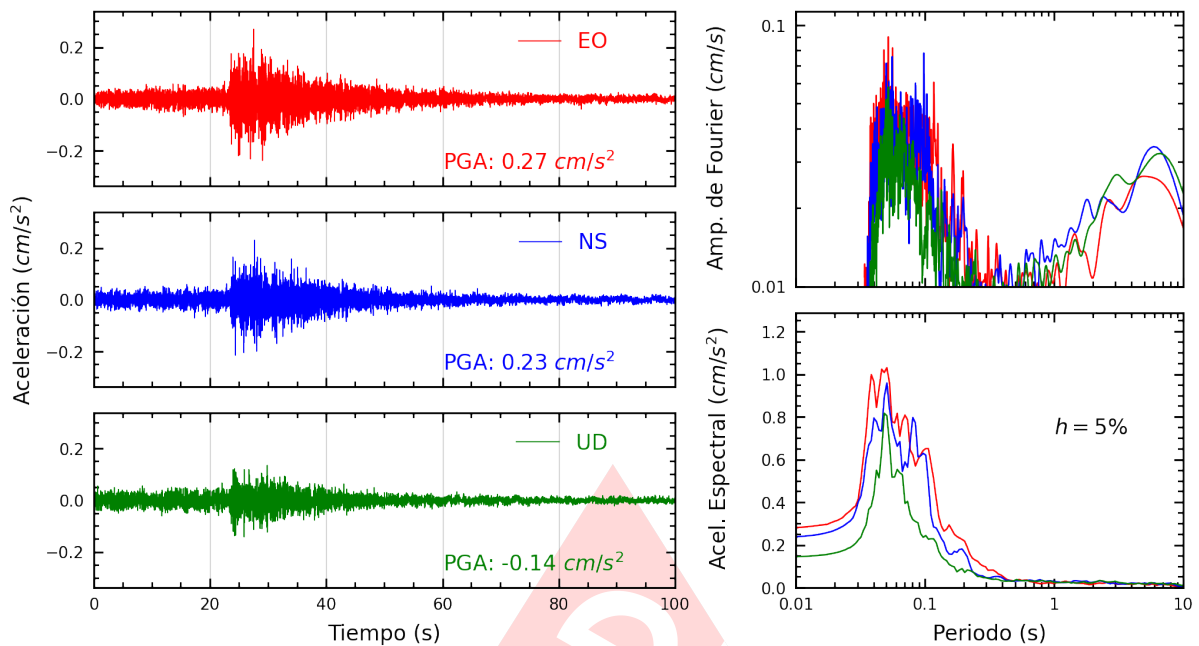 Aceleración (cm/s²)
0.2
0.0
−0.2
EO
PGA: 0.27 cm/s²
0.2
0.0
−0.2
NS
PGA: 0.23 cm/s²
0.2
0.0
−0.2
UD
PGA: -0.14 cm/s²
0 20 40 60 80 100
Tiempo (s)
Amp. de Fourier (cm/s)
0.1
0.01
Acel. Espectral (cm/s²)
1.2
1.0
0.8
0.6
0.4
0.2
0.0
h = 5%
0.01 0.1 1 10
Periodo (s)